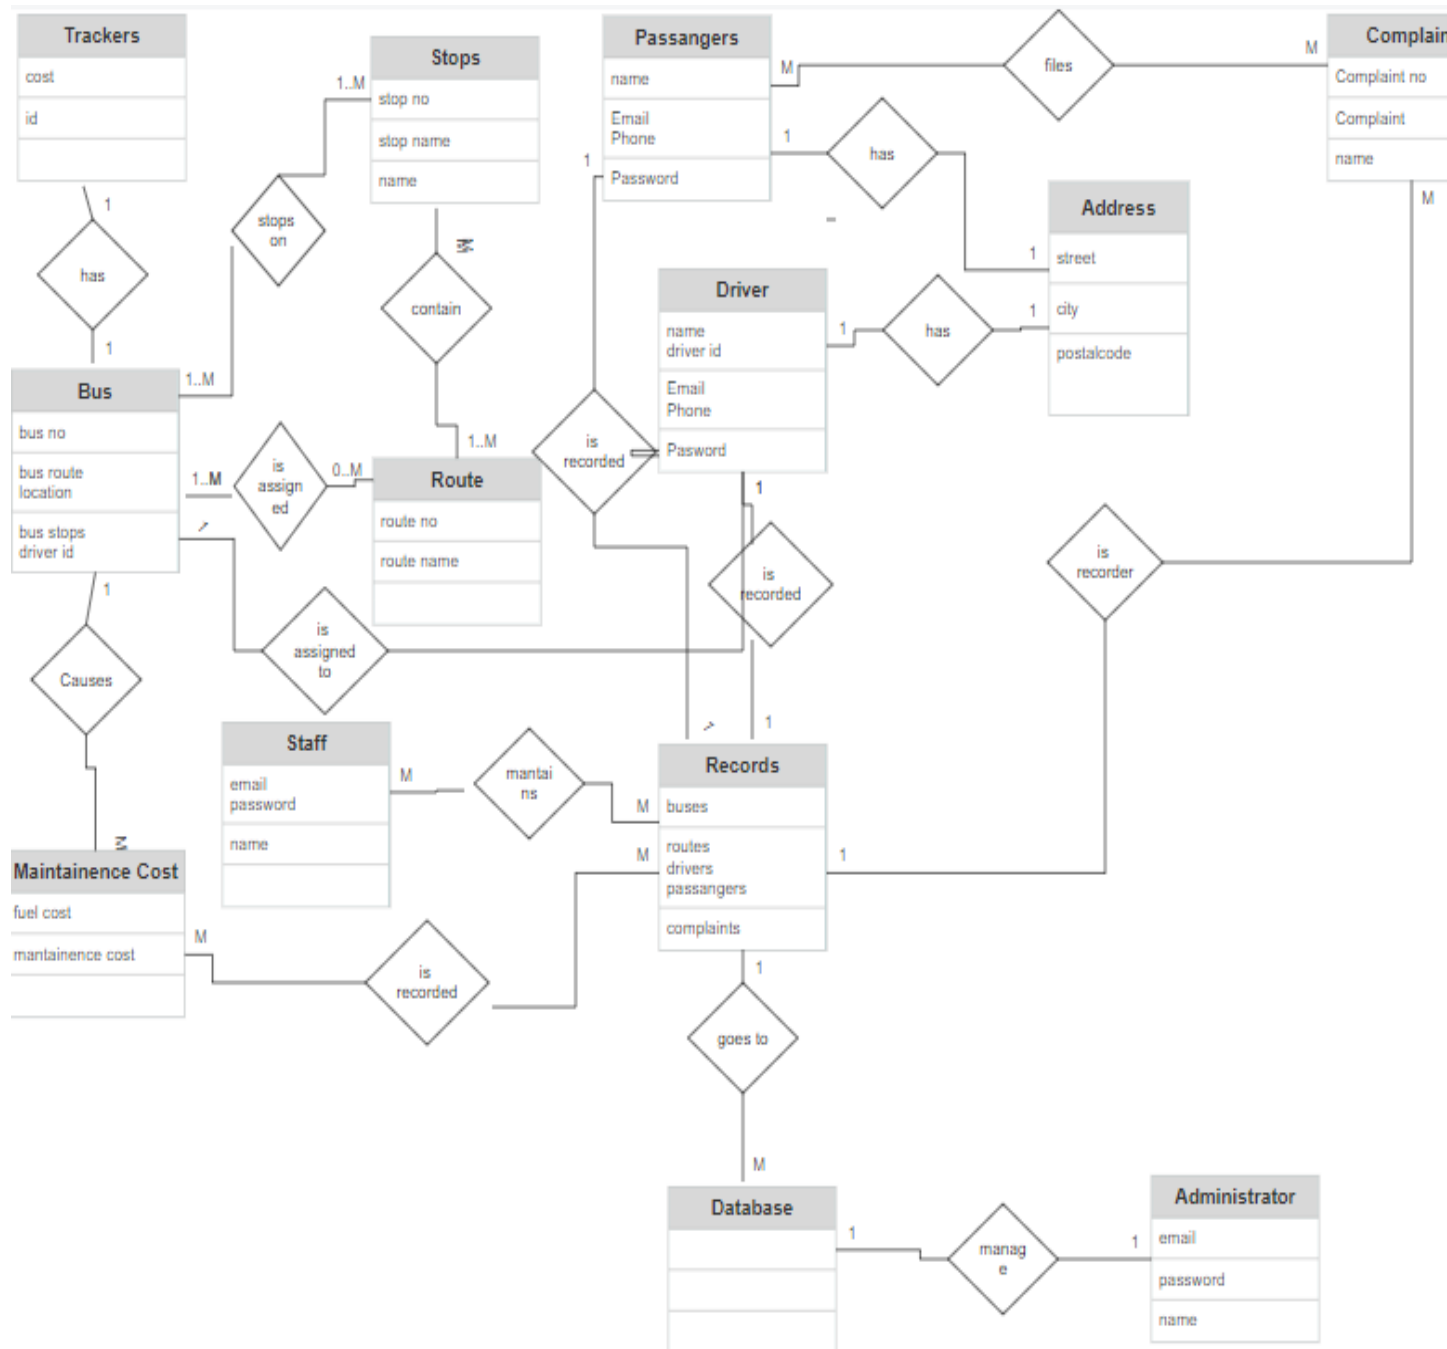 Trackers
cost
id
Stops
stop no
stop name
name
Passangers
name
Email
Phone
Password
Complain
Complaint no
Complaint
name
files
M
M
1..M
has
1
1
stops
on
has
1
1
Address
street
city
postalcode
M
contain
M
1..M
Driver
name
driver id
Email
Phone
Pasword
has
1
1
1
Bus
bus no
bus route
location
bus stops
driver id
1..M
1..M
is
assign
ed
0..M
Route
route no
route name
is
recorded
1
is
recorded
is
recorder
1
1
is
assigned
to
1
1
1
Causes
M
Staff
email
password
name
M
mantai
ns
M
Records
buses
routes
drivers
passangers
complaints
M
1
Maintainence Cost
fuel cost
mantainence cost
M
is
recorded
1
goes to
M
Database
1
manag
e
1
Administrator
email
password
name